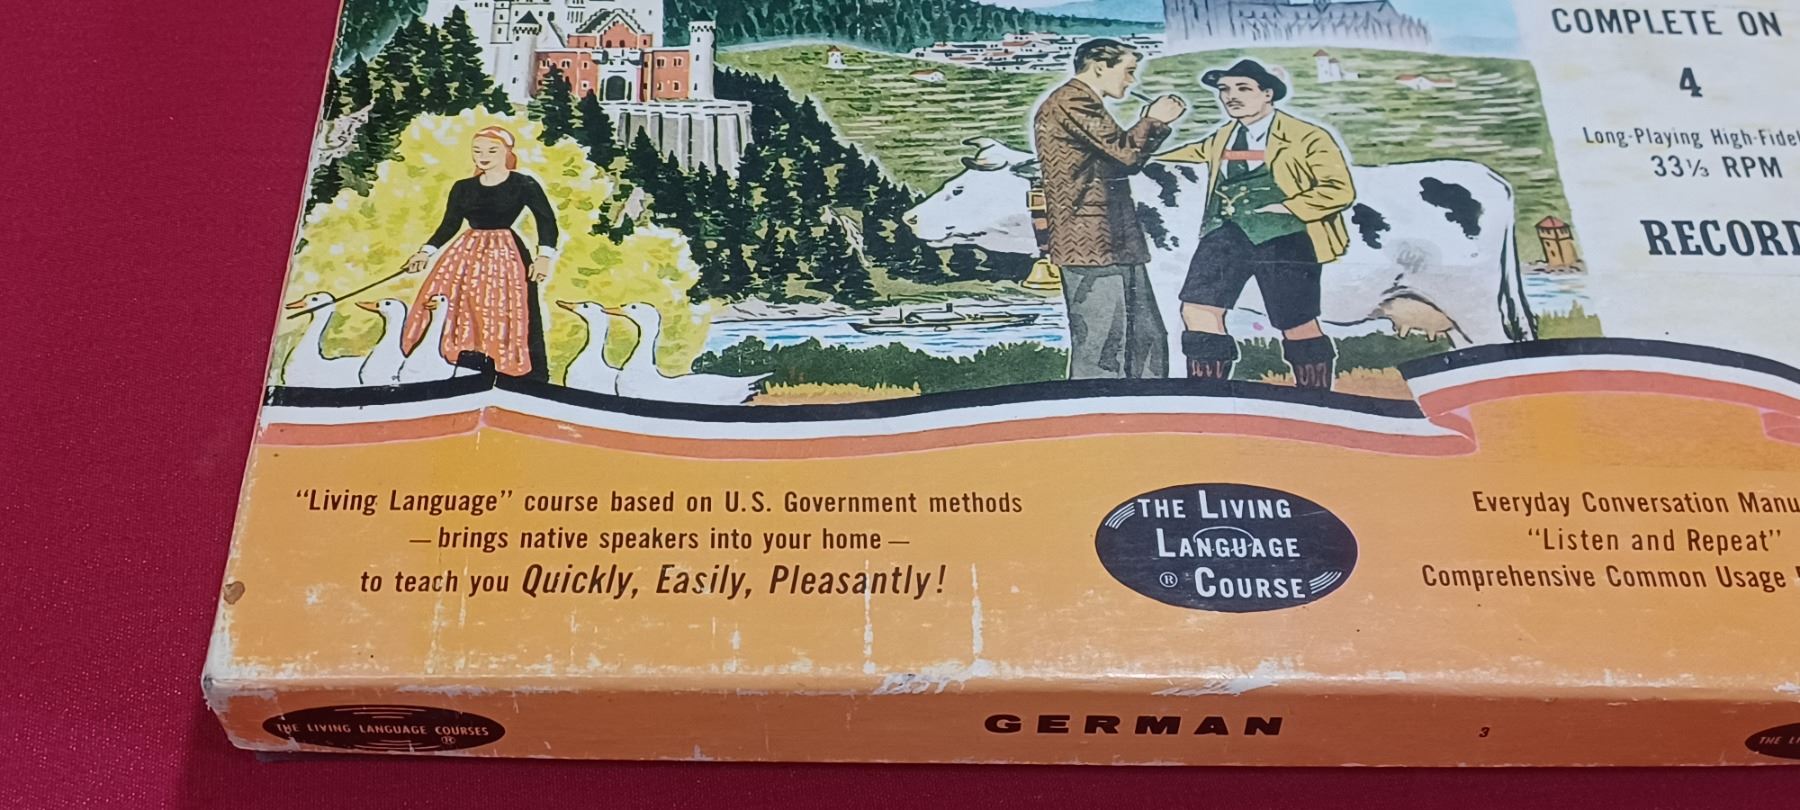 COMPLETE ON
4
Long-Playing High-Fidel
33⅓ RPM
RECORD
“Living Language” course based on U.S. Government methods
—brings native speakers into your home—
to teach you Quickly, Easily, Pleasantly!
THE LIVING
LANGUAGE
® COURSE
Everyday Conversation Manu
“Listen and Repeat”
Comprehensive Common Usage
THE LIVING LANGUAGE COURSES
®
GERMAN
3
THE LI